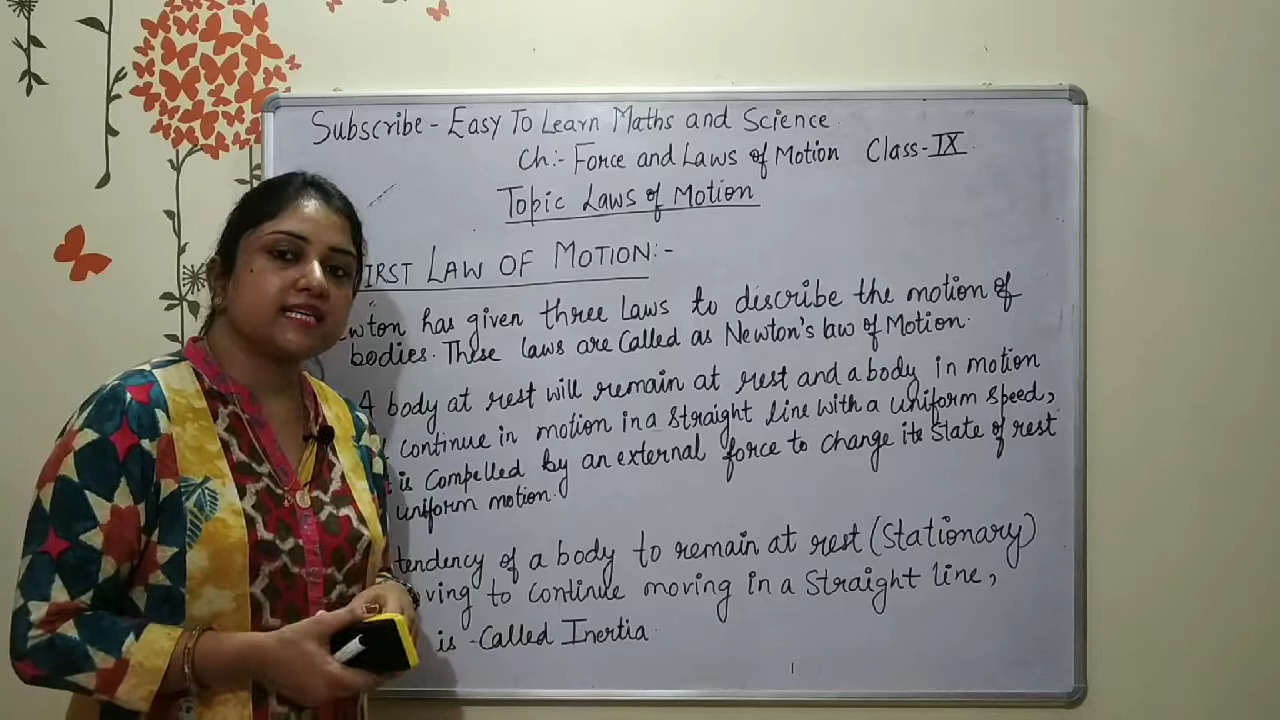 Subscribe - Easy To Learn Maths and Science
Ch:- Force and Laws of Motion Class-IX
Topic Laws of Motion
IRST LAW OF MOTION:-
wton has given three laws to describe the motion of
bodies. These laws are called as Newton's law of Motion.
A body at rest will remain at rest and a body in motion
continue in motion in a straight line with a uniform speed,
is compelled by an external force to change its state of rest
uniform motion.
tendency of a body to remain at rest (Stationary)
ving to continue moving in a straight line,
is called Inertia